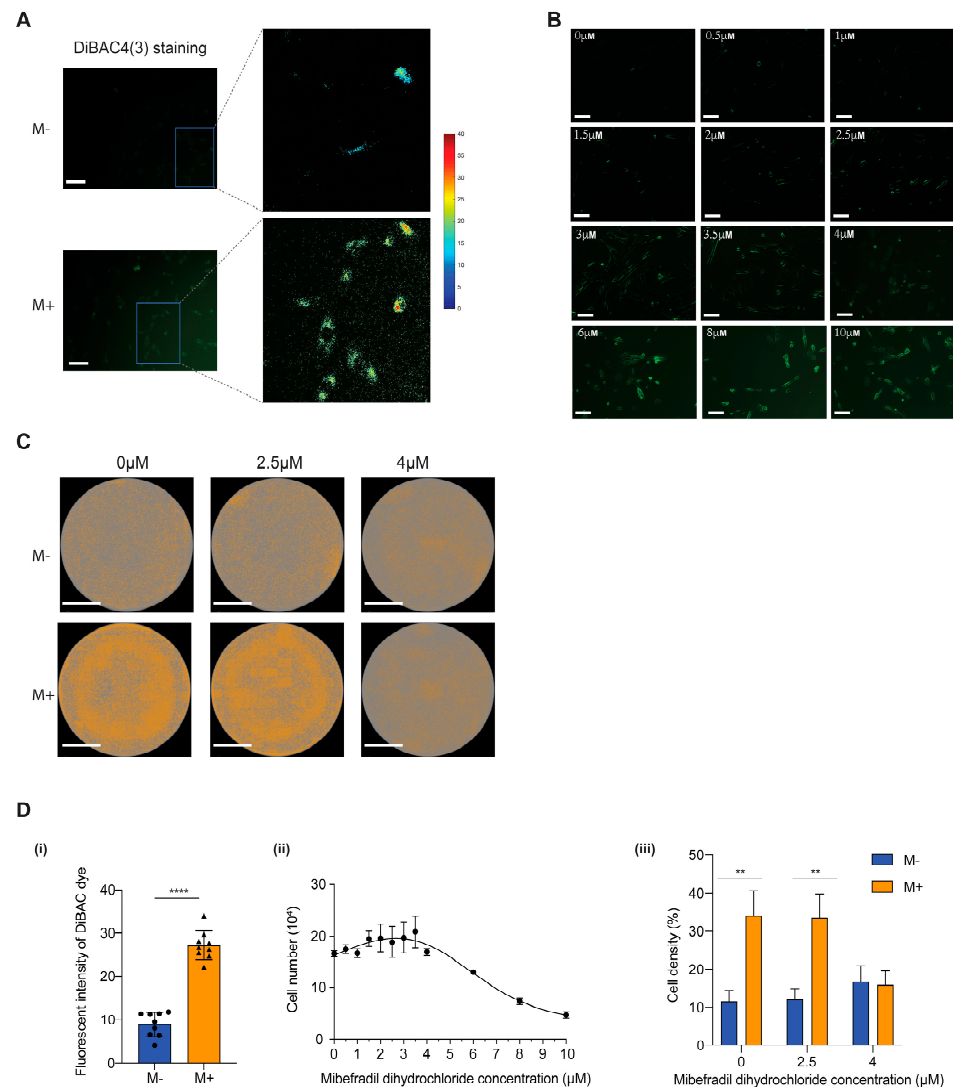 A
DiBAC4(3) staining
M-
M+
40
35
30
25
20
15
10
5
0
B
0µM
0.5µM
1µM
1.5µM
2µM
2.5µM
3µM
3.5µM
4µM
6µM
8µM
10µM
C
0µM
2.5µM
4µM
M-
M+
D
(i)
Fluorescent intensity of DiBAC dye
40
30
20
10
0
****
M-
M+
(ii)
Cell number (10⁴)
30
20
10
0
0 1 2 3 4 5 6 7 8 9 10
Mibefradil dihydrochloride concentration (µM)
(iii)
Cell density (%)
50
40
30
20
10
0
**
**
M-
M+
0 2.5 4
Mibefradil dihydrochloride concentration (µM)